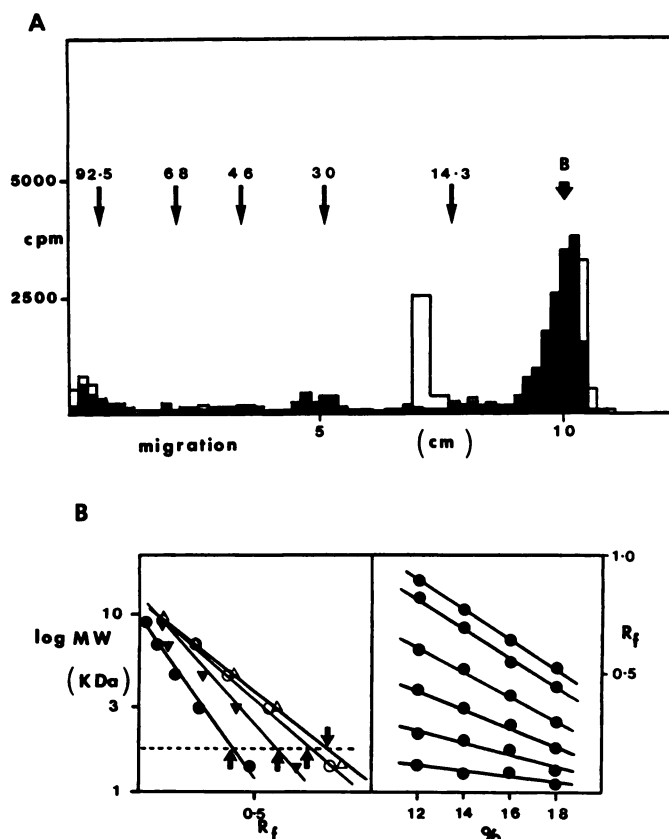 A
92·5 68 46 30 14·3 B
5000
cpm
2500
migration 5 (cm) 10
B
1·0
10
log MW
Rf
(KDa)
0·5
3
1
0·5
12 14 16 18
Rf
%